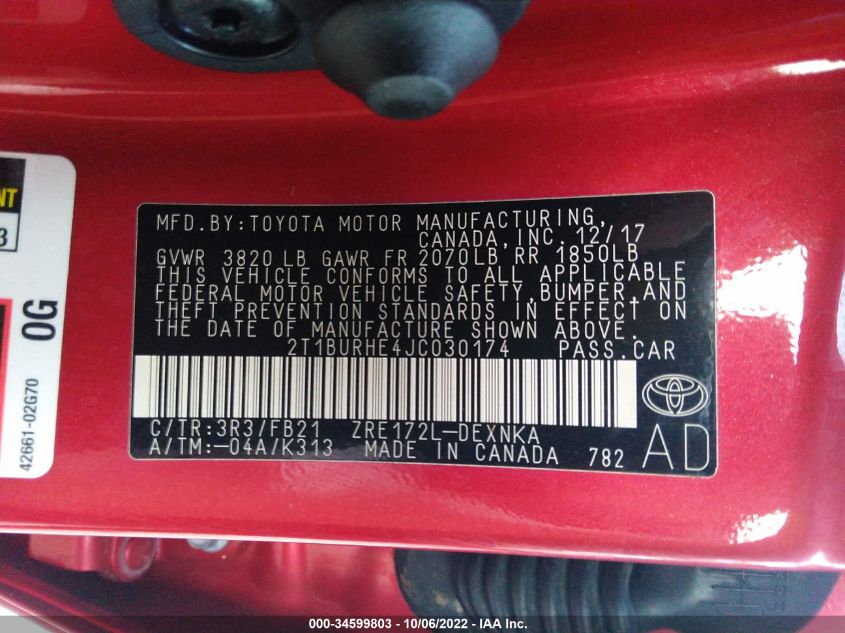 NT
3
OG
42661-02G70
MFD.BY:TOYOTA MOTOR MANUFACTURING,
CANADA,INC. 12/17
GVWR 3820 LB GAWR FR 2070LB RR 1850LB
THIS VEHICLE CONFORMS TO ALL APPLICABLE
FEDERAL MOTOR VEHICLE SAFETY,BUMPER,AND
THEFT PREVENTION STANDARDS IN EFFECT ON
THE DATE OF MANUFACTURE SHOWN ABOVE.
2T1BURHE4JC030174 PASS.CAR
C/TR:3R3/FB21 ZRE172L-DEXNKA
A/TM:-04A/K313 MADE IN CANADA 782
AD
000-34599803 - 10/06/2022 - IAA Inc.